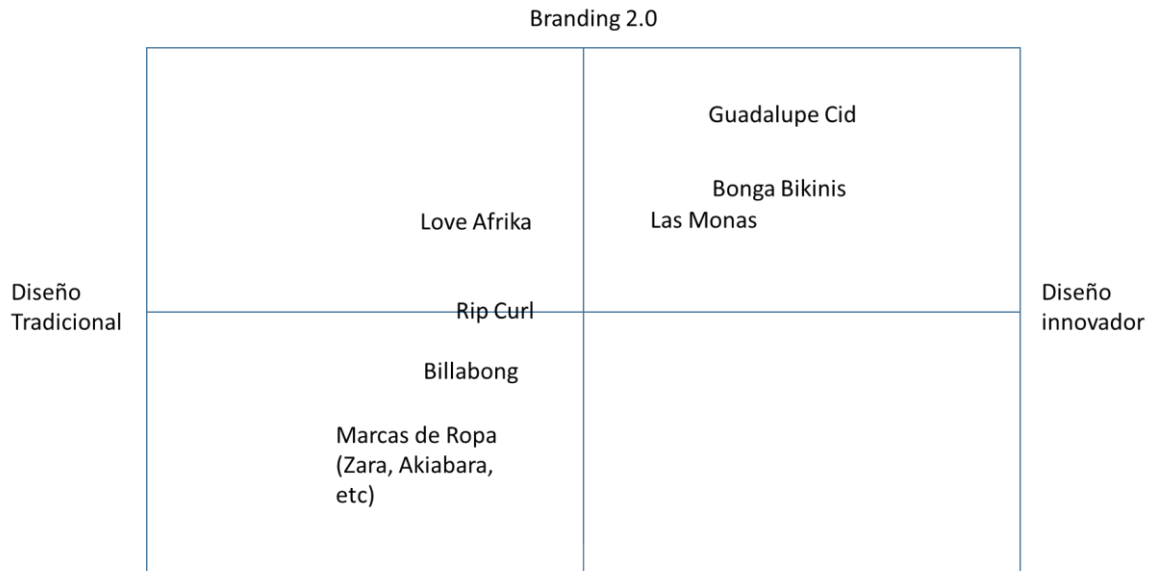 Branding 2.0
Guadalupe Cid
Bonga Bikinis
Love Afrika
Las Monas
Diseño
Tradicional
Diseño
innovador
Rip Curl
Billabong
Marcas de Ropa
(Zara, Akiabara,
etc)